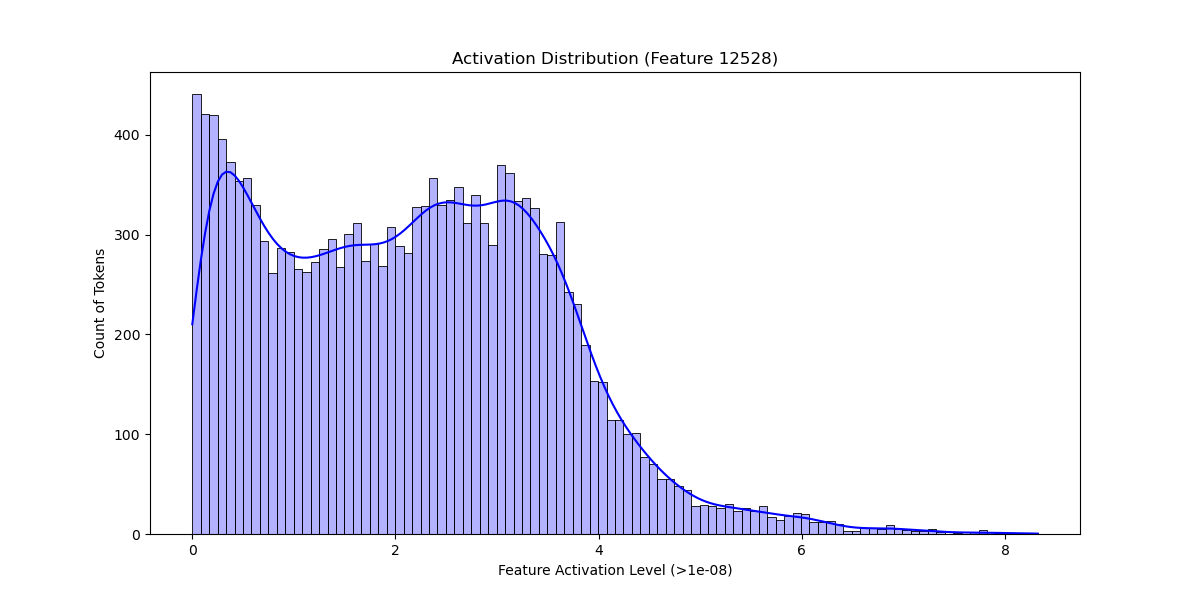 Activation Distribution (Feature 12528)
400
300
200
100
0
Count of Tokens
0 2 4 6 8
Feature Activation Level (>1e-08)